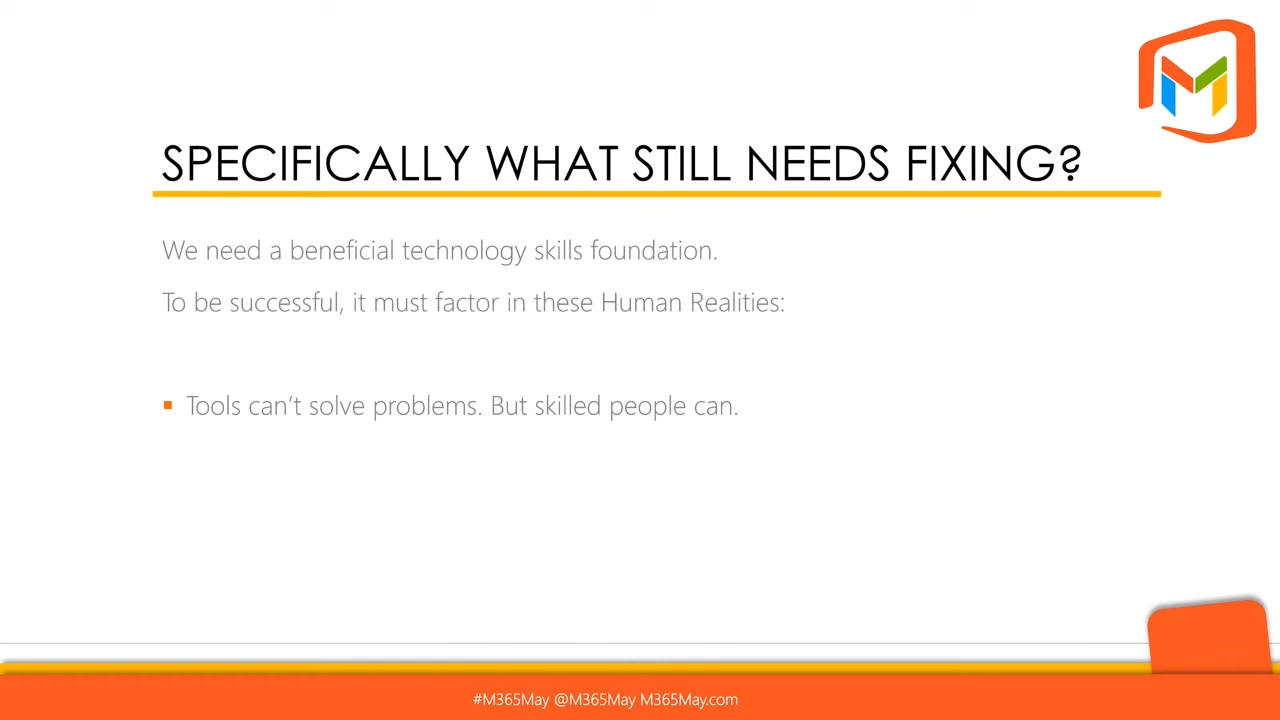 SPECIFICALLY WHAT STILL NEEDS FIXING?
We need a beneficial technology skills foundation.
To be successful, it must factor in these Human Realities:
▪ Tools can’t solve problems. But skilled people can.
#M365May @M365May M365May.com